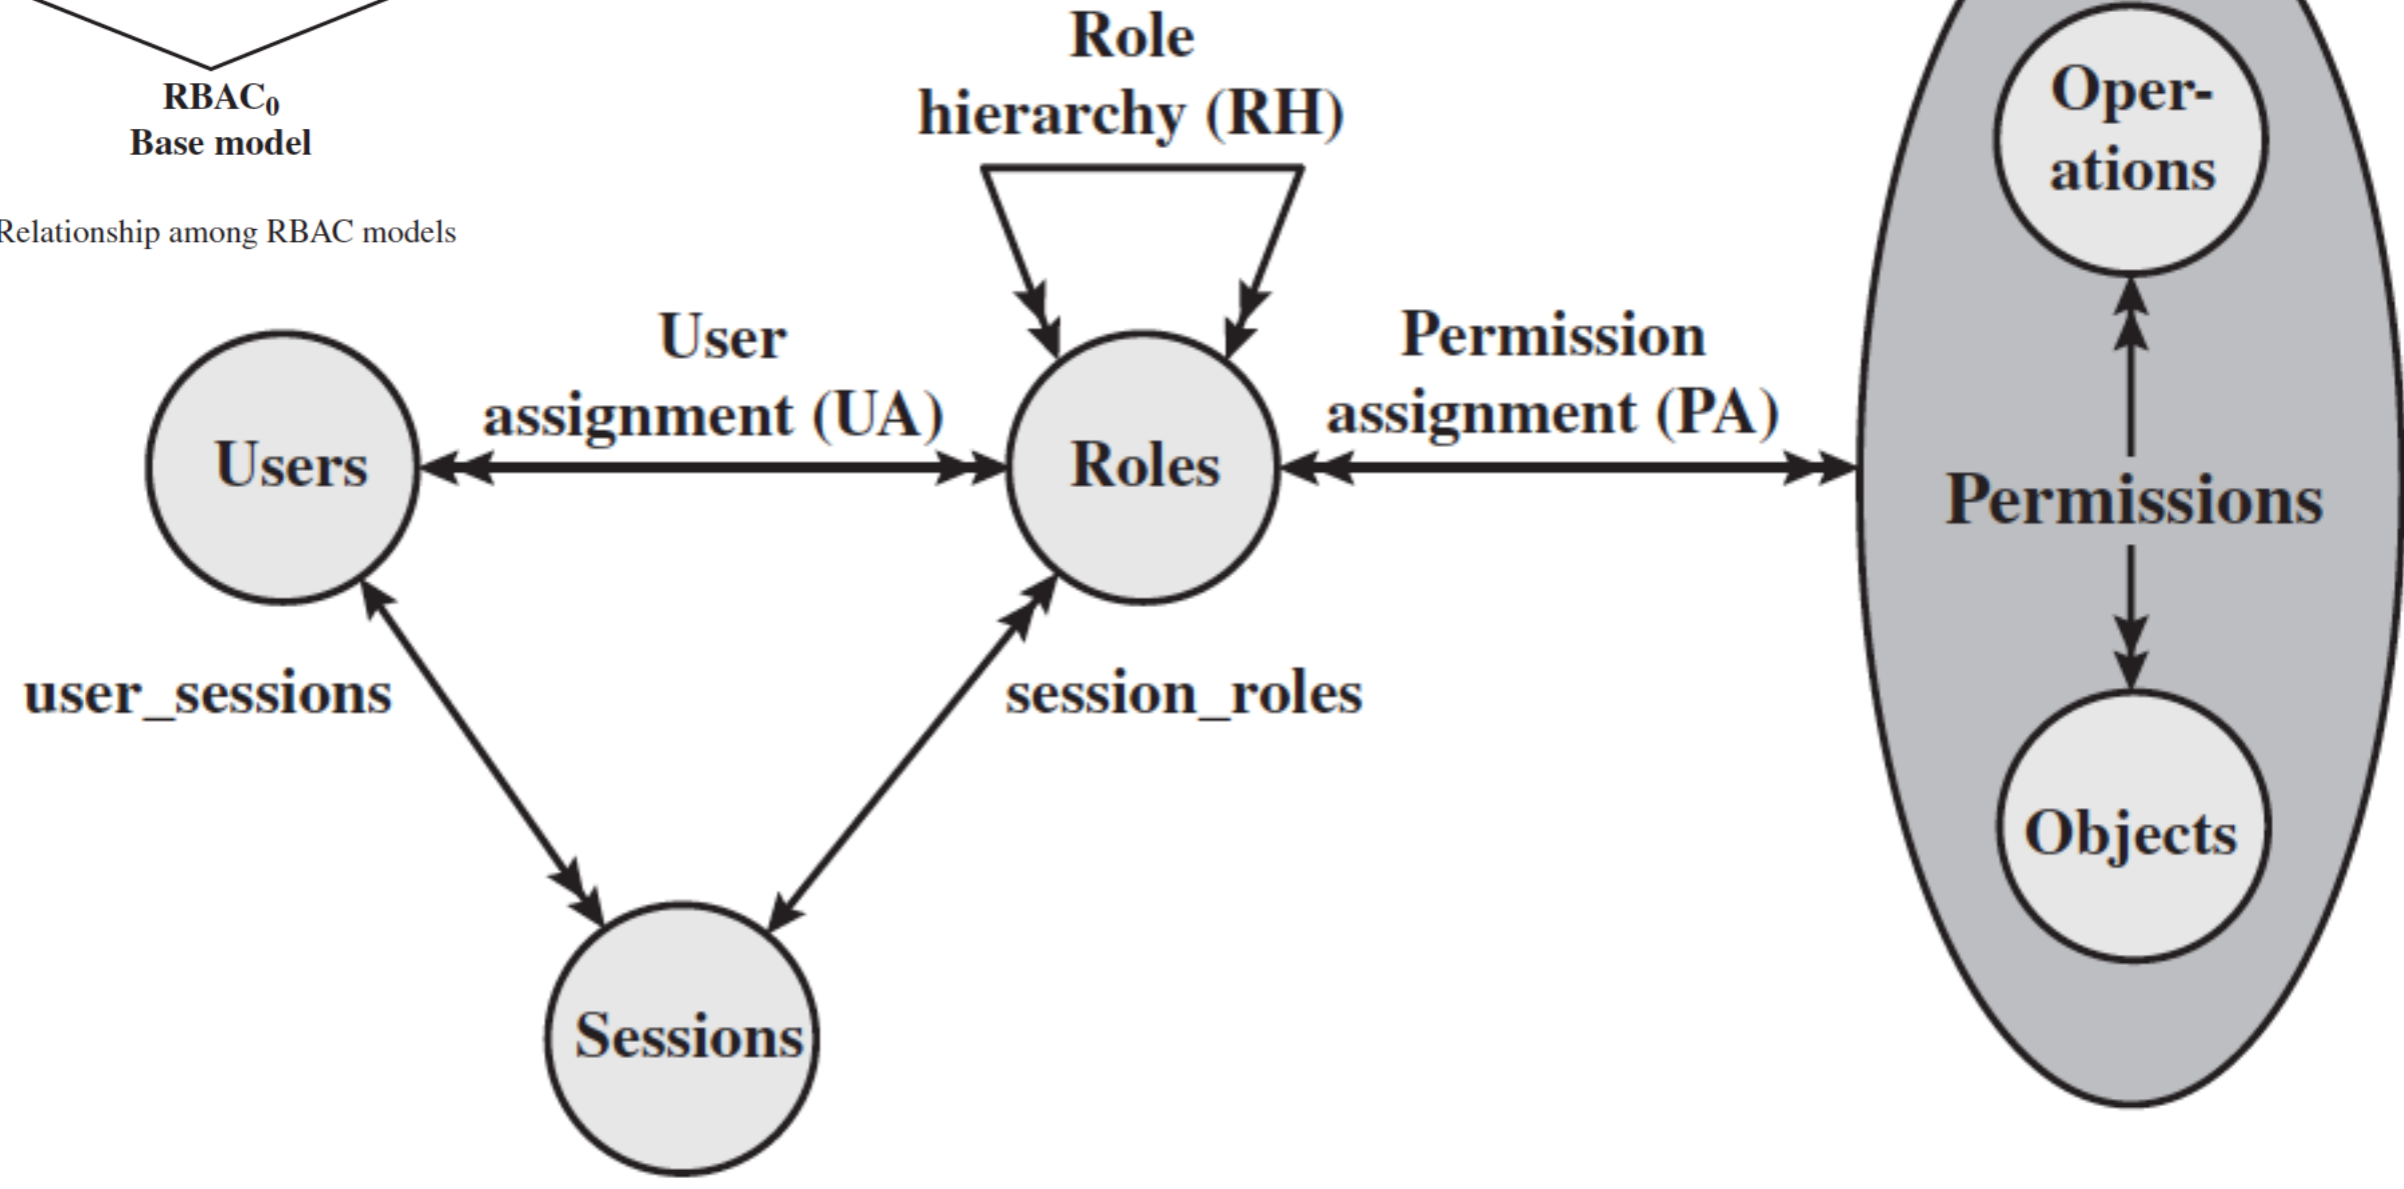 RBAC0
Base model
Relationship among RBAC models
Role
hierarchy (RH)
Oper-
ations
User
assignment (UA)
Permission
assignment (PA)
Users
Roles
Permissions
user_sessions
session_roles
Objects
Sessions